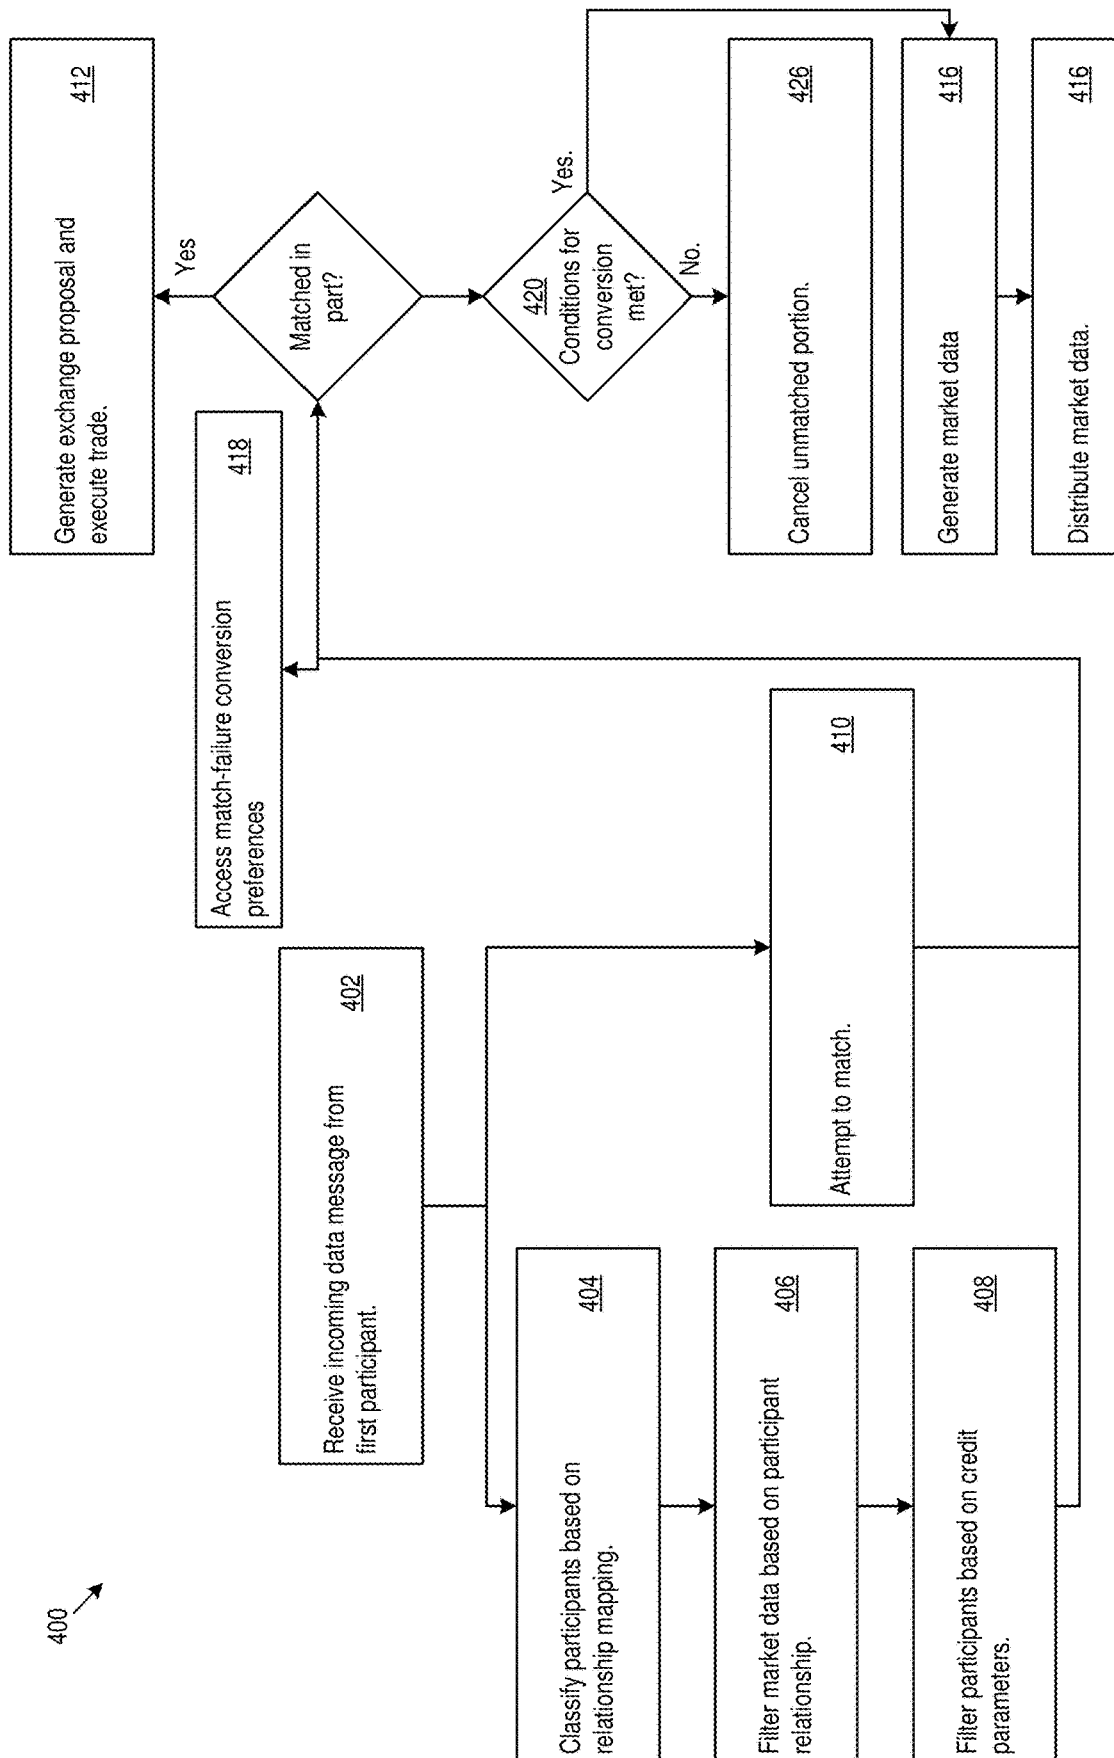 400
Receive incoming data message from
first participant.
402
Classify participants based on
relationship mapping.
404
Filter market data based on participant
relationship.
406
Filter participants based on credit
parameters.
408
Attempt to match.
410
Access match-failure conversion
preferences
418
Matched in
part?
Yes
Generate exchange proposal and
execute trade.
412
420
Conditions for
conversion
met?
Yes.
No.
Cancel unmatched portion.
426
Generate market data
416
Distribute market data.
416